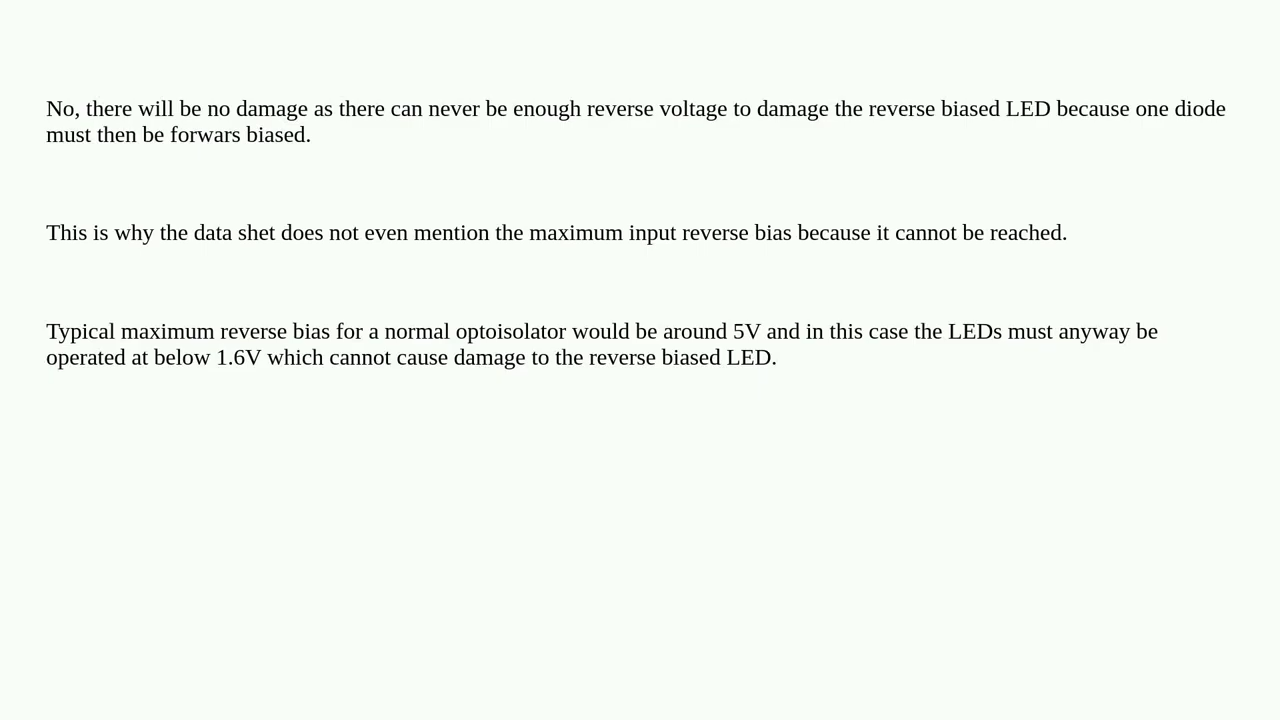 No, there will be no damage as there can never be enough reverse voltage to damage the reverse biased LED because one diode
must then be forwars biased.
This is why the data shet does not even mention the maximum input reverse bias because it cannot be reached.
Typical maximum reverse bias for a normal optoisolator would be around 5V and in this case the LEDs must anyway be
operated at below 1.6V which cannot cause damage to the reverse biased LED.